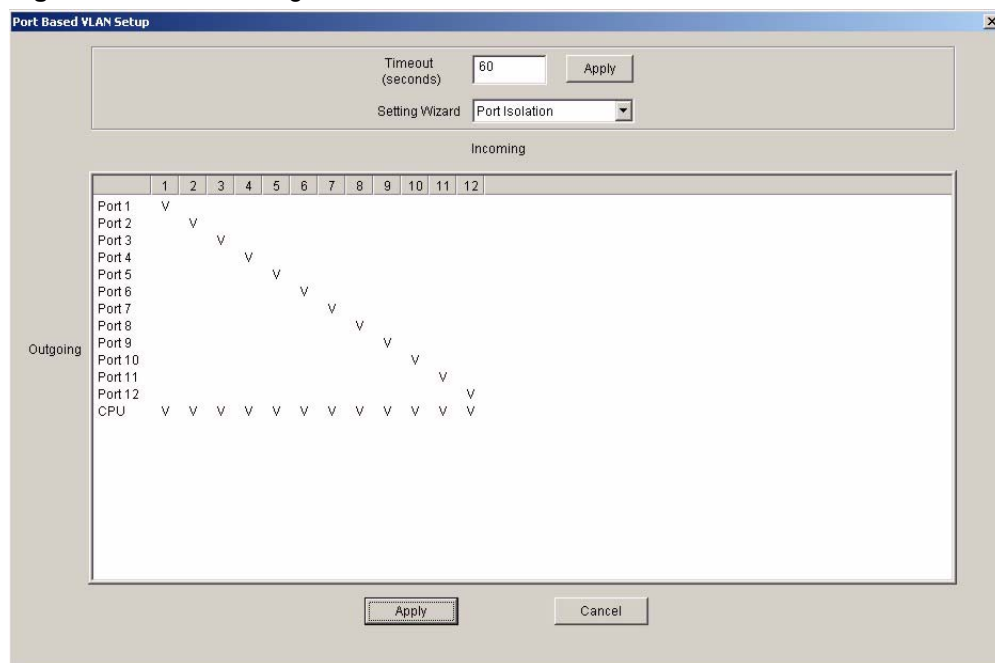 Port Based VLAN Setup
Timeout
(seconds)
60
Apply
Setting Wizard
Port Isolation
Incoming
1 2 3 4 5 6 7 8 9 10 11 12
Port 1 V
Port 2 V
Port 3 V
Port 4 V
Port 5 V
Port 6 V
Port 7 V
Port 8 V
Outgoing
Port 9 V
Port 10 V
Port 11 V
Port 12 V
CPU V V V V V V V V V V V V
Apply
Cancel